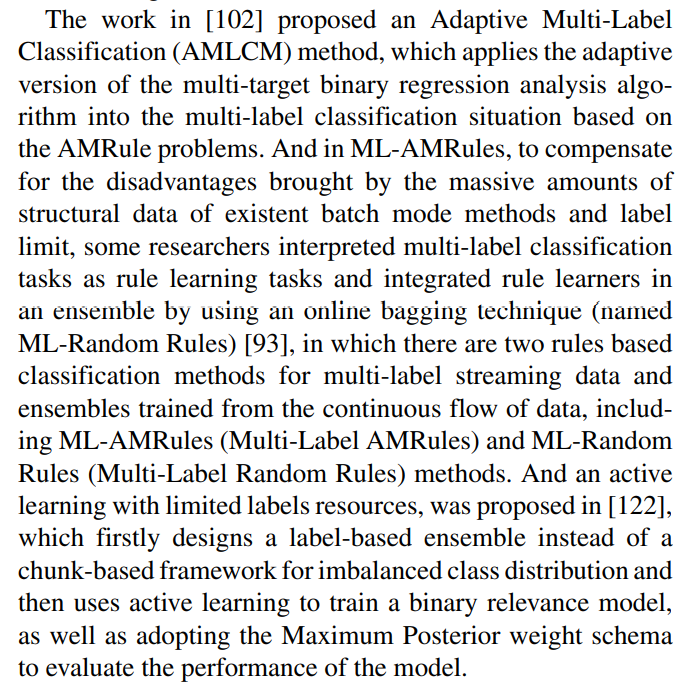 The work in [102] proposed an Adaptive Multi-Label
Classification (AMLCM) method, which applies the adaptive
version of the multi-target binary regression analysis algo-
rithm into the multi-label classification situation based on
the AMRule problems. And in ML-AMRules, to compensate
for the disadvantages brought by the massive amounts of
structural data of existent batch mode methods and label
limit, some researchers interpreted multi-label classification
tasks as rule learning tasks and integrated rule learners in
an ensemble by using an online bagging technique (named
ML-Random Rules) [93], in which there are two rules based
classification methods for multi-label streaming data and
ensembles trained from the continuous flow of data, includ-
ing ML-AMRules (Multi-Label AMRules) and ML-Random
Rules (Multi-Label Random Rules) methods. And an active
learning with limited labels resources, was proposed in [122],
which firstly designs a label-based ensemble instead of a
chunk-based framework for imbalanced class distribution and
then uses active learning to train a binary relevance model,
as well as adopting the Maximum Posterior weight schema
to evaluate the performance of the model.